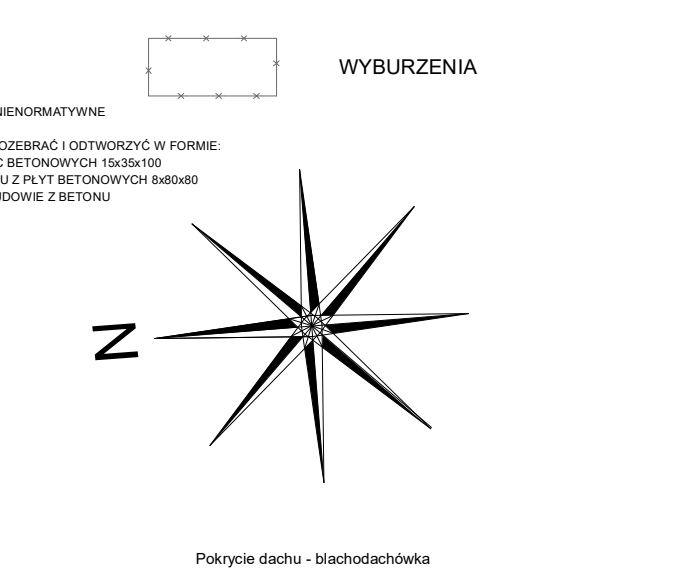 WYBURZENIA
NIENORMATYWNE
OZEBRAĆ I ODTWORZYĆ W FORMIE:
C BETONOWYCH 15x35x100
U Z PŁYT BETONOWYCH 8x80x80
UDOWIE Z BETONU
N
Pokrycie dachu - blachodachówka